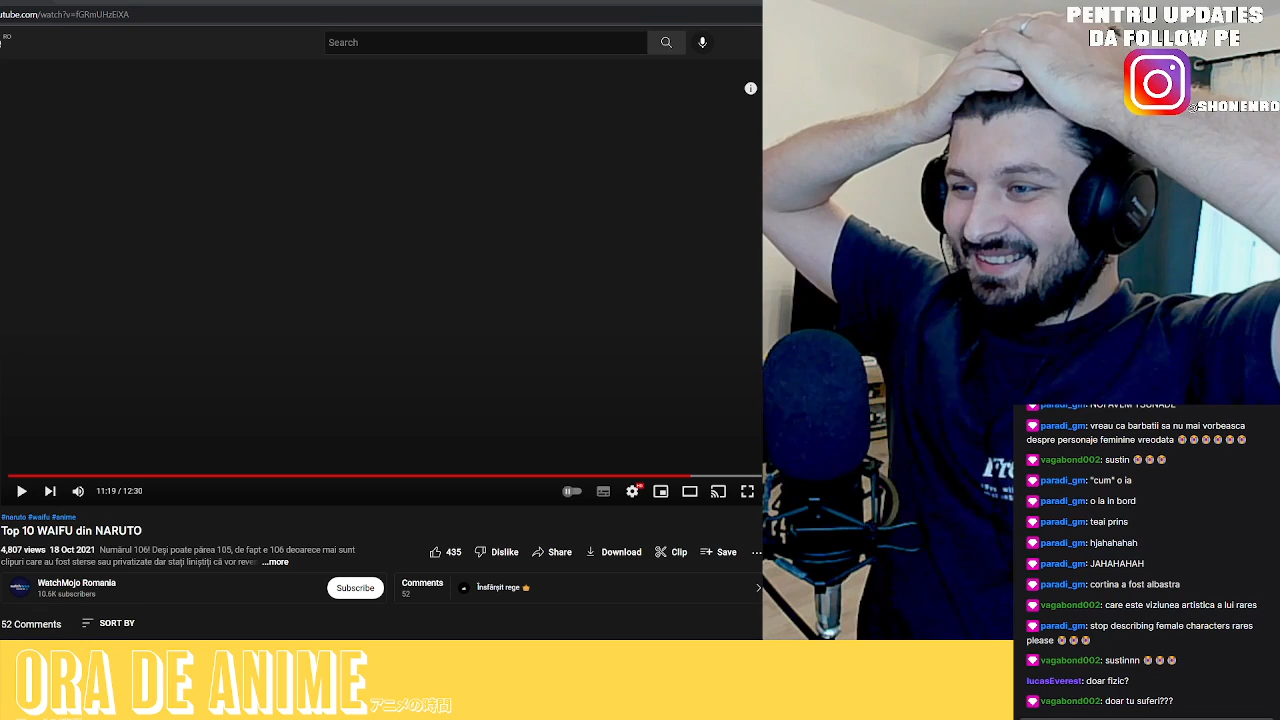 utube.com/watch?v=fGRmUHzEiXA
RO
Search
PENTRU UPDATES
DA FOLLOW PE
@SHONENRO
11:19 / 12:30
#naruto #waifu #anime
Top 10 WAIFU din NARUTO
4,807 views 18 Oct 2021 Numărul 106! Deși poate părea 105, de fapt e 106 deoarece mai sunt
clipuri care au fost sterse sau privatizate dar stați liniștiți că vor ...more
435 Dislike Share Download Clip Save ...
WatchMojo Romania
10.6K subscribers
Subscribe
Comments
52
Însfârșit rege
52 Comments SORT BY
paradi_gm: NOI AVEM TSUNADE
paradi_gm: vreau ca barbatii sa nu mai vorbeasca
despre personaje feminine vreodata
vagabond002: sustin
paradi_gm: "cum" o ia
paradi_gm: o ia in bord
paradi_gm: teai prins
paradi_gm: hjahahahah
paradi_gm: JAHAHAHAH
paradi_gm: cortina a fost albastra
vagabond002: care este viziunea artistica a lui rares
paradi_gm: stop describing female characters rares
please
vagabond002: sustinnn
lucasEverest: doar fizic?
vagabond002: doar tu suferi???
ORA DE ANIME
アニメの時間